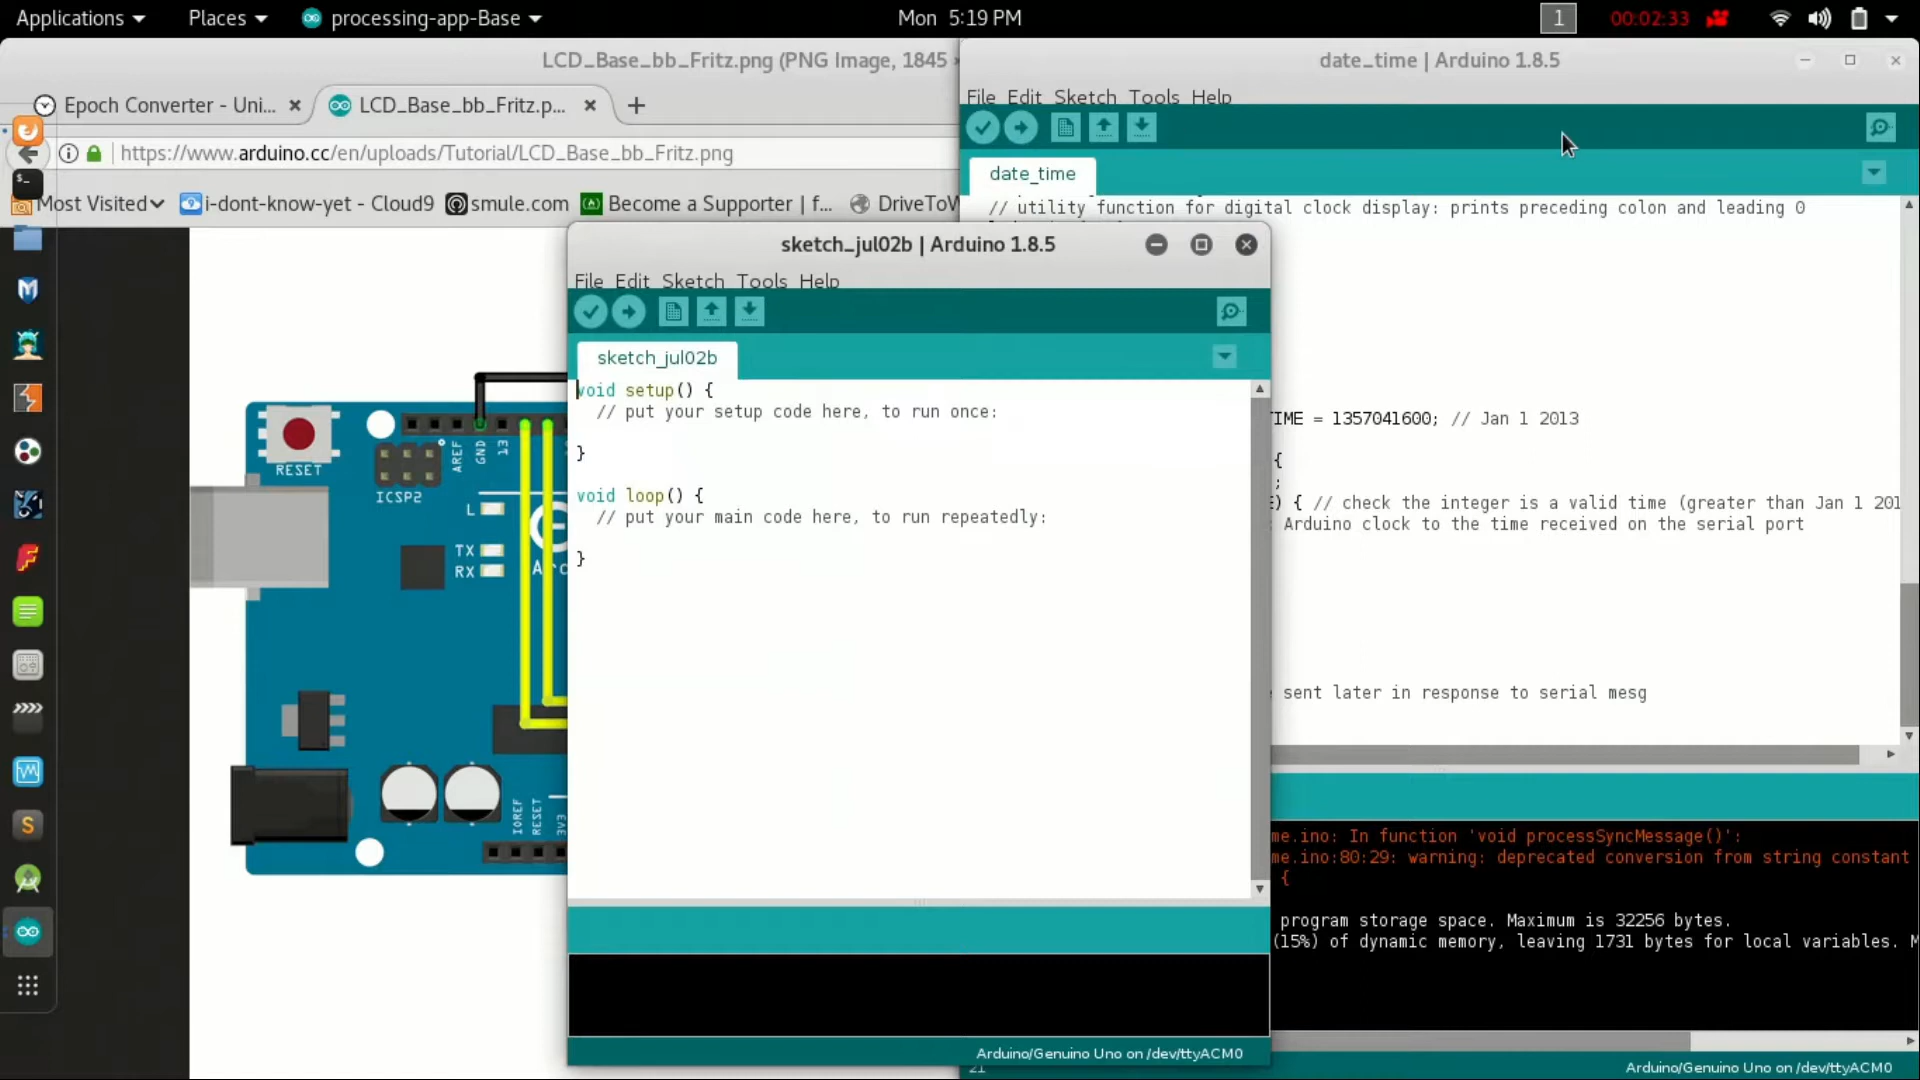 Applications Places processing-app-Base Mon 5:19 PM 1 00:02:33
LCD_Base_bb_Fritz.png (PNG Image, 1845
Epoch Converter - Uni... LCD_Base_bb_Fritz.p...
https://www.arduino.cc/en/uploads/Tutorial/LCD_Base_bb_Fritz.png
Most Visited i-dont-know-yet - Cloud9 smule.com Become a Supporter | f... DriveToW
RESET
ICSP2
AREF
GND
13
L
TX
RX
IOREF
RESET
3V3
date_time | Arduino 1.8.5
File Edit Sketch Tools Help
date_time
// utility function for digital clock display: prints preceding colon and leading 0
TIME = 1357041600; // Jan 1 2013
{
;
) { // check the integer is a valid time (greater than Jan 1 201
Arduino clock to the time received on the serial port
sent later in response to serial mesg
me.ino: In function 'void processSyncMessage()':
me.ino:80:29: warning: deprecated conversion from string constant
{
program storage space. Maximum is 32256 bytes.
(15%) of dynamic memory, leaving 1731 bytes for local variables. M
21
Arduino/Genuino Uno on /dev/ttyACM0
sketch_jul02b | Arduino 1.8.5
File Edit Sketch Tools Help
sketch_jul02b
void setup() {
// put your setup code here, to run once:
}
void loop() {
// put your main code here, to run repeatedly:
}
Arduino/Genuino Uno on /dev/ttyACM0